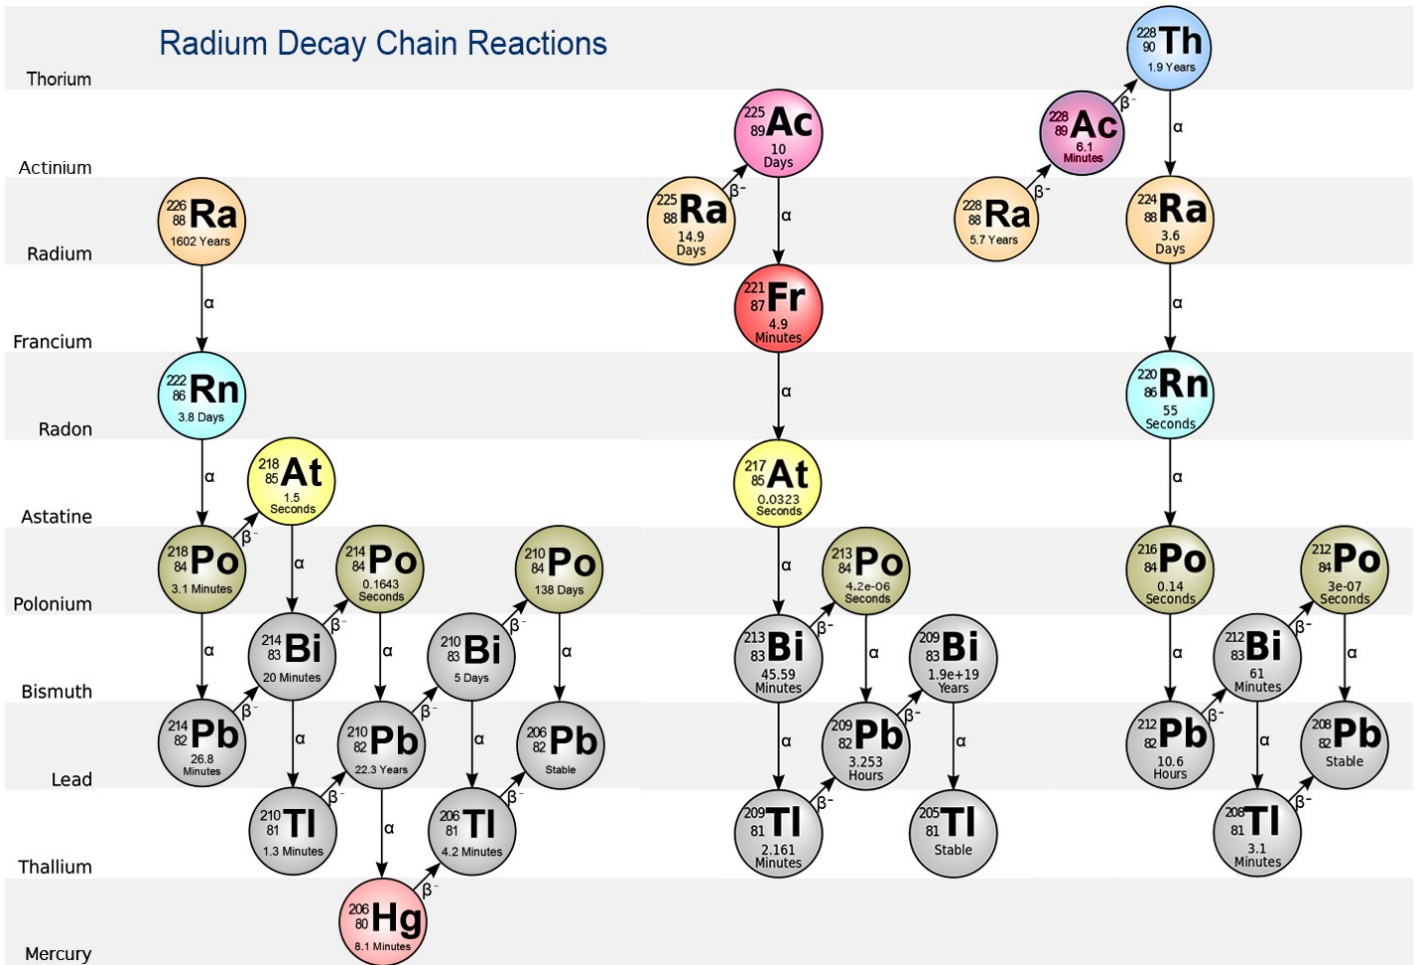 Radium Decay Chain Reactions
Thorium
Actinium
Radium
Francium
Radon
Astatine
Polonium
Bismuth
Lead
Thallium
Mercury
226
88 Ra
1602 Years
α
222
86 Rn
3.8 Days
α
218
84 Po
3.1 Minutes
β⁻
α
218
85 At
1.5
Seconds
α
214
82 Pb
26.8
Minutes
β⁻
214
83 Bi
20 Minutes
β⁻
α
214
84 Po
0.1643
Seconds
α
210
81 Tl
1.3 Minutes
β⁻
210
82 Pb
22.3 Years
β⁻
α
210
83 Bi
5 Days
β⁻
α
210
84 Po
138 Days
α
206
80 Hg
8.1 Minutes
β⁻
206
81 Tl
4.2 Minutes
β⁻
206
82 Pb
Stable
225
88 Ra
14.9
Days
β⁻
225
89 Ac
10
Days
α
221
87 Fr
4.9
Minutes
α
217
85 At
0.0323
Seconds
α
213
83 Bi
45.59
Minutes
β⁻
α
213
84 Po
4.2e-06
Seconds
α
209
81 Tl
2.161
Minutes
β⁻
209
82 Pb
3.253
Hours
β⁻
209
83 Bi
1.9e+19
Years
α
205
81 Tl
Stable
228
88 Ra
5.7 Years
β⁻
228
89 Ac
6.1
Minutes
β⁻
228
90 Th
1.9 Years
α
224
88 Ra
3.6
Days
α
220
86 Rn
55
Seconds
α
216
84 Po
0.14
Seconds
α
212
82 Pb
10.6
Hours
β⁻
212
83 Bi
61
Minutes
β⁻
α
212
84 Po
3e-07
Seconds
α
208
81 Tl
3.1
Minutes
β⁻
208
82 Pb
Stable